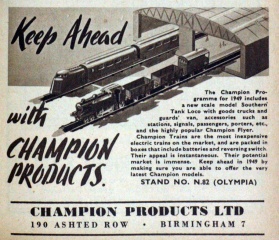 Keep Ahead
with
CHAMPION
PRODUCTS.
The Champion Pro-
gramme for 1949 includes
a new scale model Southern
Tank Loco with goods trucks and
guards' van, accessories such as
stations, signals, passengers, porters, etc.,
and the highly popular Champion Flyer.
Champion Trains are the most inexpensive
electric trains on the market, and are packed in
boxes that include batteries and reversing switch.
Their appeal is instantaneous. Their potential
market is immense. Keep ahead in 1949 by
making sure you are able to offer the very
latest Champion models.
STAND NO. N.82 (OLYMPIA)
CHAMPION PRODUCTS LTD
190 ASHTED ROW · BIRMINGHAM 7